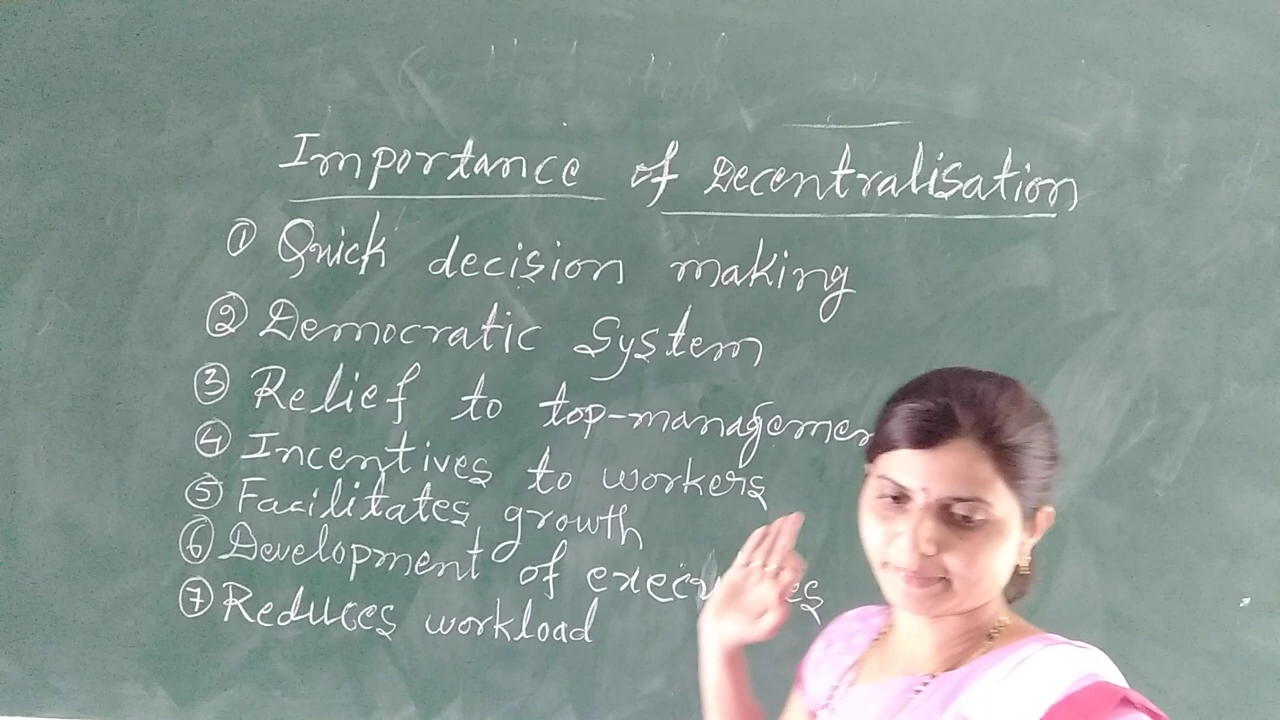 Importance of Decentralisation
① Quick decision making
② Democratic System
③ Relief to top-managemen
④ Incentives to workers
⑤ Facilitates growth
⑥ Development of
⑦ Reduces workload